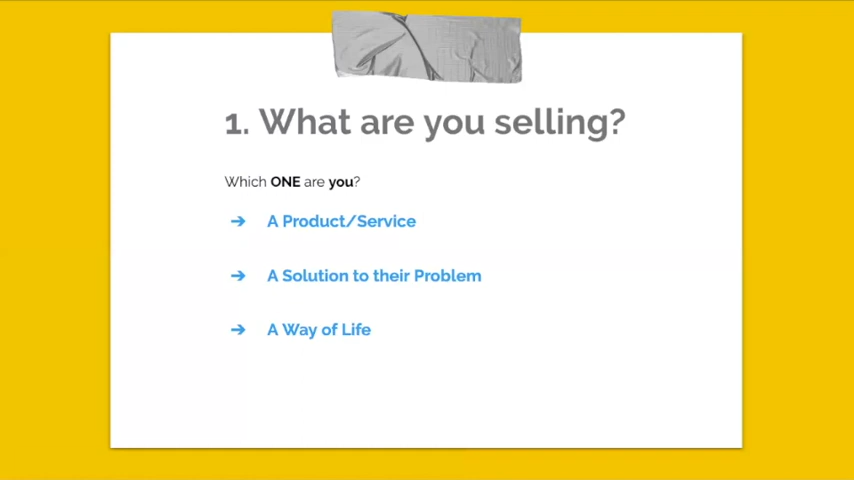 1. What are you selling?
Which ONE are you?
➔ A Product/Service
➔ A Solution to their Problem
➔ A Way of Life